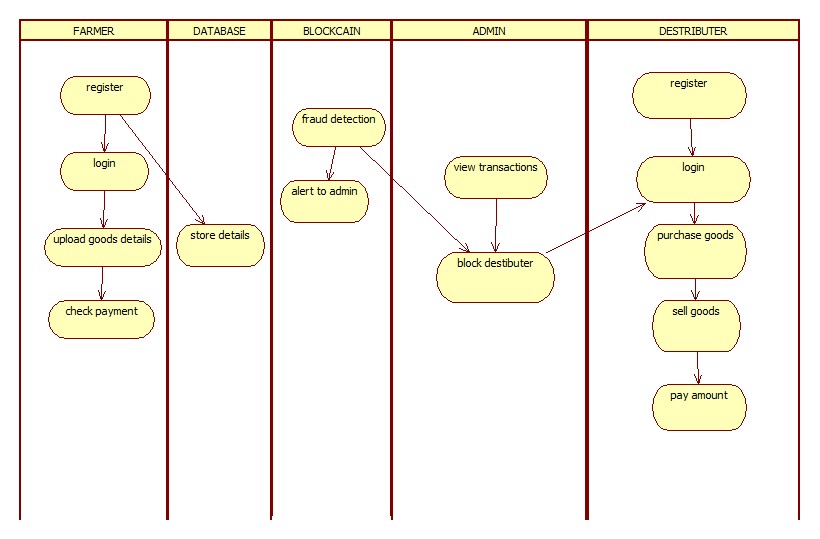 FARMER
DATABASE
BLOCKCAIN
ADMIN
DESTRIBUTER
register
login
upload goods details
check payment
store details
fraud detection
alert to admin
view transactions
block destibuter
register
login
purchase goods
sell goods
pay amount